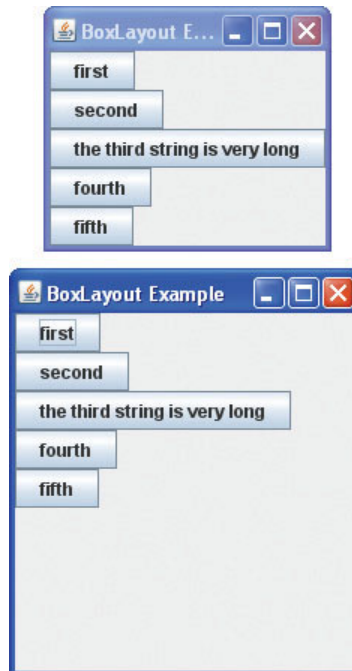 BoxLayout E...
first
second
the third string is very long
fourth
fifth
BoxLayout Example
first
second
the third string is very long
fourth
fifth